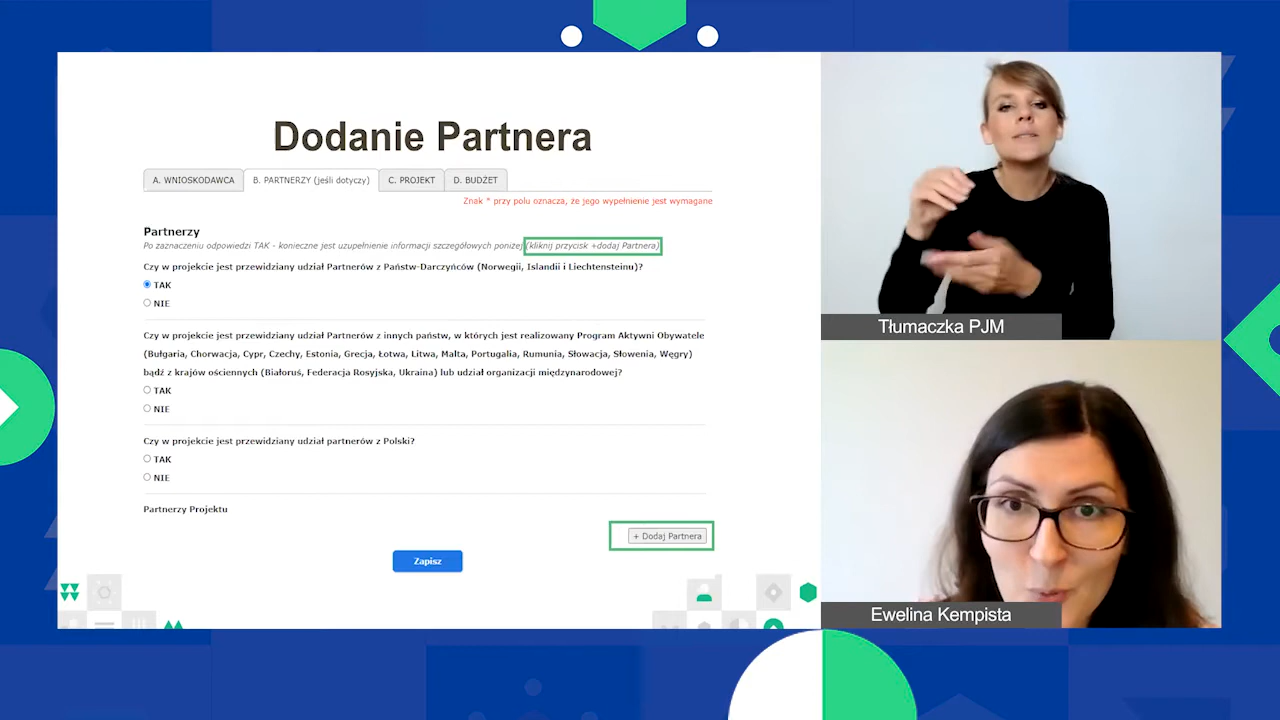 Dodanie Partnera
A. WNIOSKODAWCA
B. PARTNERZY (jeśli dotyczy)
C. PROJEKT
D. BUDŻET
Znak * przy polu oznacza, że jego wypełnienie jest wymagane
Partnerzy
Po zaznaczeniu odpowiedzi TAK - konieczne jest uzupełnienie informacji szczegółowych poniżej (kliknij przycisk +dodaj Partnera)
Czy w projekcie jest przewidziany udział Partnerów z Państw-Darczyńców (Norwegii, Islandii i Liechtensteinu)?
TAK
NIE
Czy w projekcie jest przewidziany udział Partnerów z innych państw, w których jest realizowany Program Aktywni Obywatele
(Bułgaria, Chorwacja, Cypr, Czechy, Estonia, Grecja, Łotwa, Litwa, Malta, Portugalia, Rumunia, Słowacja, Słowenia, Węgry)
bądź z krajów ościennych (Białoruś, Federacja Rosyjska, Ukraina) lub udział organizacji międzynarodowej?
TAK
NIE
Czy w projekcie jest przewidziany udział partnerów z Polski?
TAK
NIE
Partnerzy Projektu
+ Dodaj Partnera
Zapisz
Tłumaczka PJM
Ewelina Kempista